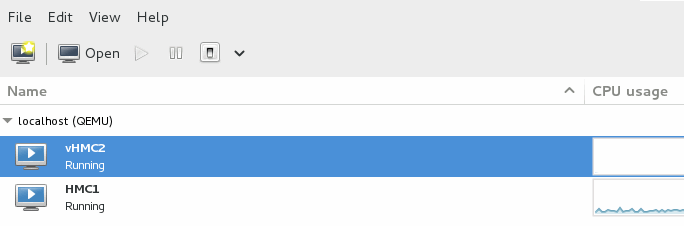 File Edit View Help
Open
Name CPU usage
localhost (QEMU)
vHMC2
Running
HMC1
Running